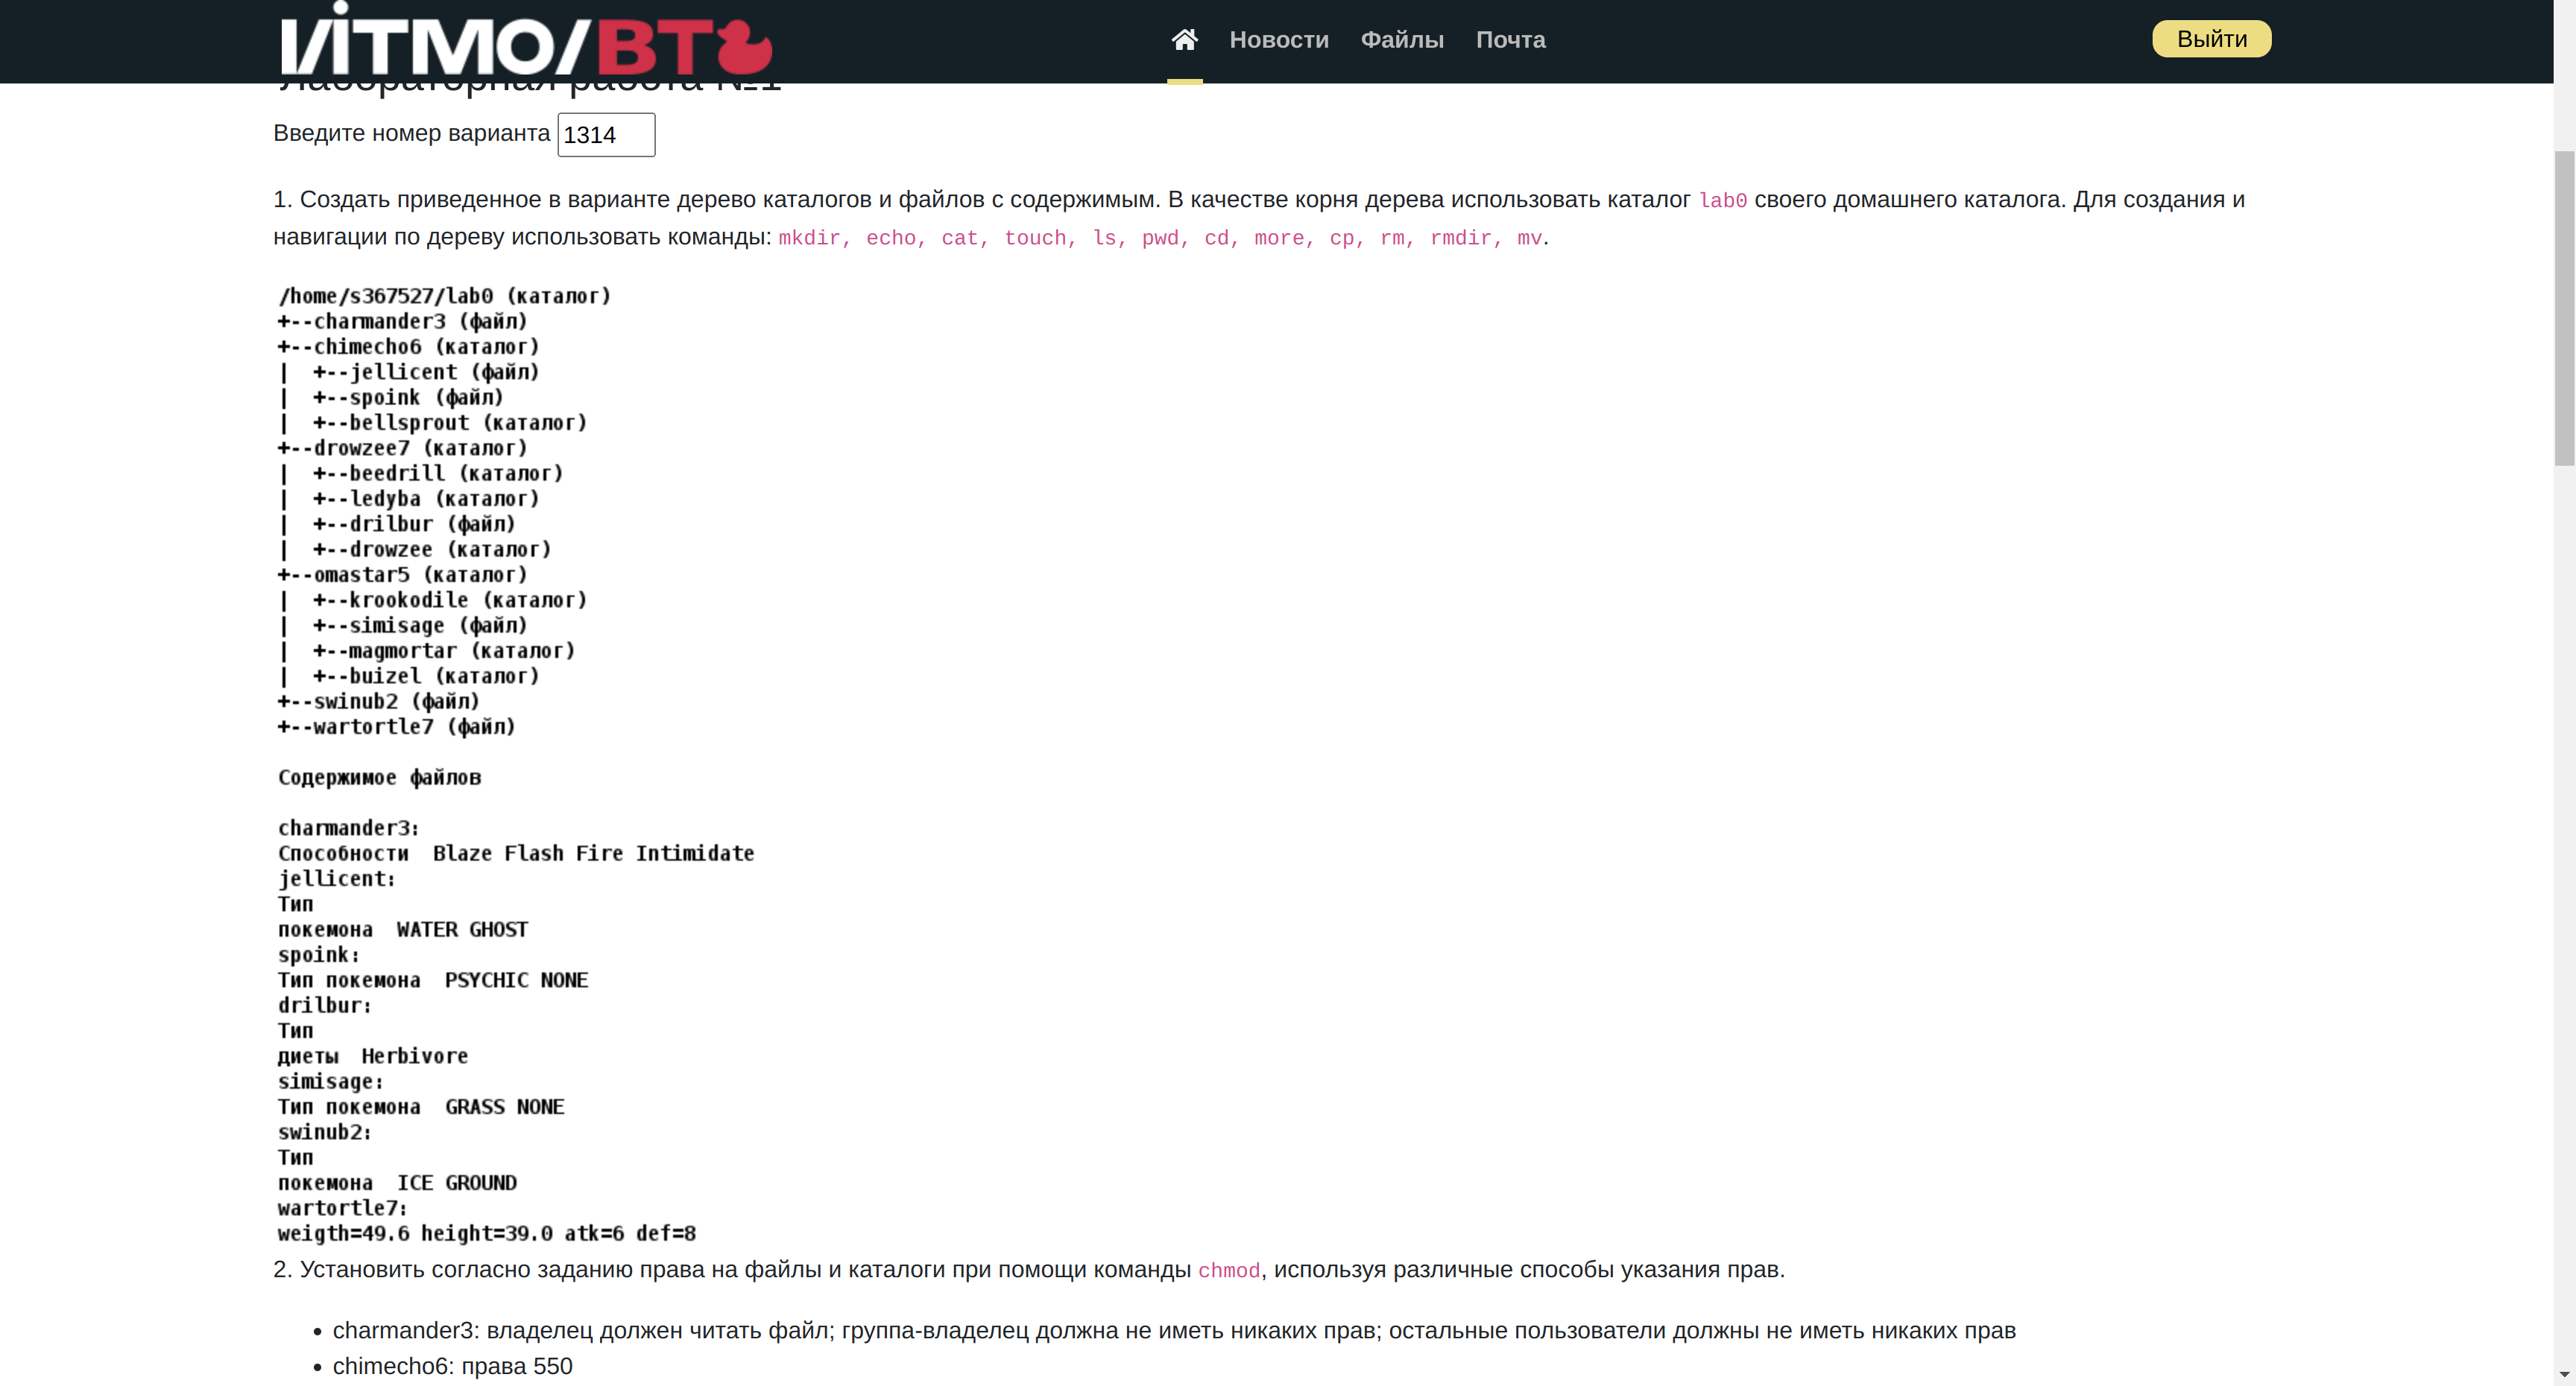 ИTMO/ВТ
Новости Файлы Почта Выйти
Лабораторная работа №1
Введите номер варианта 1314
1. Создать приведенное в варианте дерево каталогов и файлов с содержимым. В качестве корня дерева использовать каталог lab0 своего домашнего каталога. Для создания и
навигации по дереву использовать команды: mkdir, echo, cat, touch, ls, pwd, cd, more, cp, rm, rmdir, mv.
/home/s367527/lab0 (каталог)
+--charmander3 (файл)
+--chimecho6 (каталог)
|  +--jellicent (файл)
|  +--spoink (файл)
|  +--bellsprout (каталог)
+--drowzee7 (каталог)
|  +--beedrill (каталог)
|  +--ledyba (каталог)
|  +--drilbur (файл)
|  +--drowzee (каталог)
+--omastar5 (каталог)
|  +--krookodile (каталог)
|  +--simisage (файл)
|  +--magmortar (каталог)
|  +--buizel (каталог)
+--swinub2 (файл)
+--wartortle7 (файл)
Содержимое файлов
charmander3:
Способности  Blaze Flash Fire Intimidate
jellicent:
Тип
покемона  WATER GHOST
spoink:
Тип покемона  PSYCHIC NONE
drilbur:
Тип
диеты  Herbivore
simisage:
Тип покемона  GRASS NONE
swinub2:
Тип
покемона  ICE GROUND
wartortle7:
weigth=49.6 height=39.0 atk=6 def=8
2. Установить согласно заданию права на файлы и каталоги при помощи команды chmod, используя различные способы указания прав.
• charmander3: владелец должен читать файл; группа-владелец должна не иметь никаких прав; остальные пользователи должны не иметь никаких прав
• chimecho6: права 550